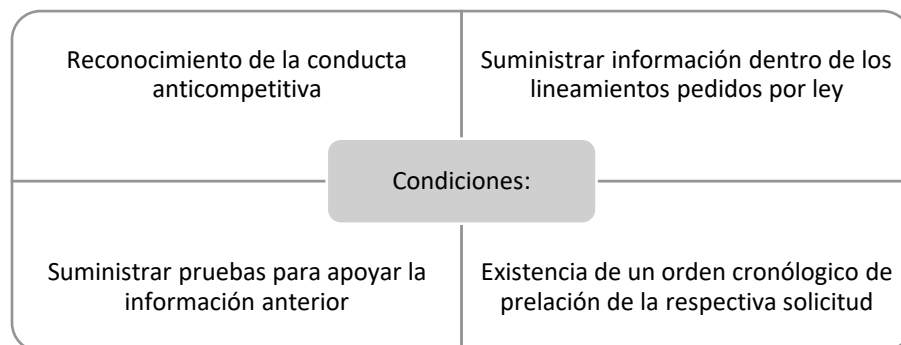 Reconocimiento de la conducta
anticompetitiva
Suministrar información dentro de los
lineamientos pedidos por ley
Condiciones:
Suministrar pruebas para apoyar la
información anterior
Existencia de un orden cronólogico de
prelación de la respectiva solicitud